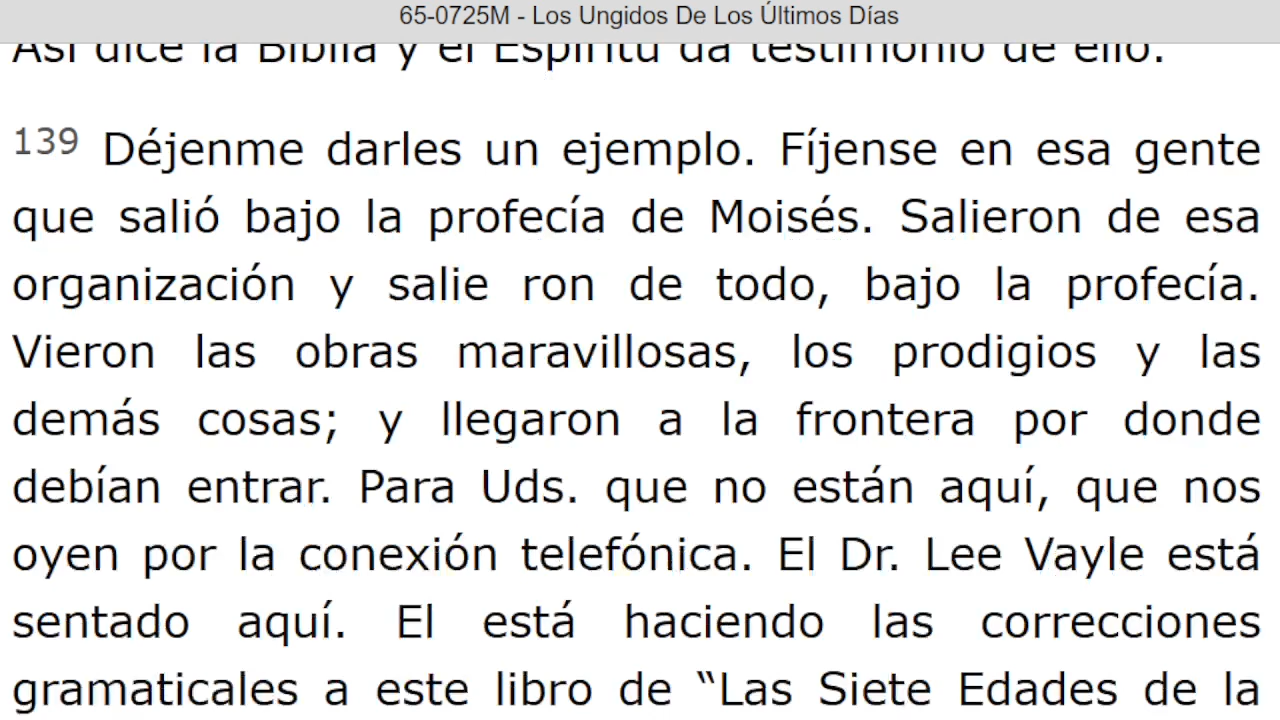 65-0725M - Los Ungidos De Los Últimos Días
Así dice la Biblia y el Espíritu da testimonio de ello.
139 Déjenme darles un ejemplo. Fíjense en esa gente
que salió bajo la profecía de Moisés. Salieron de esa
organización y salie ron de todo, bajo la profecía.
Vieron las obras maravillosas, los prodigios y las
demás cosas; y llegaron a la frontera por donde
debían entrar. Para Uds. que no están aquí, que nos
oyen por la conexión telefónica. El Dr. Lee Vayle está
sentado aquí. El está haciendo las correcciones
gramaticales a este libro de “Las Siete Edades de la